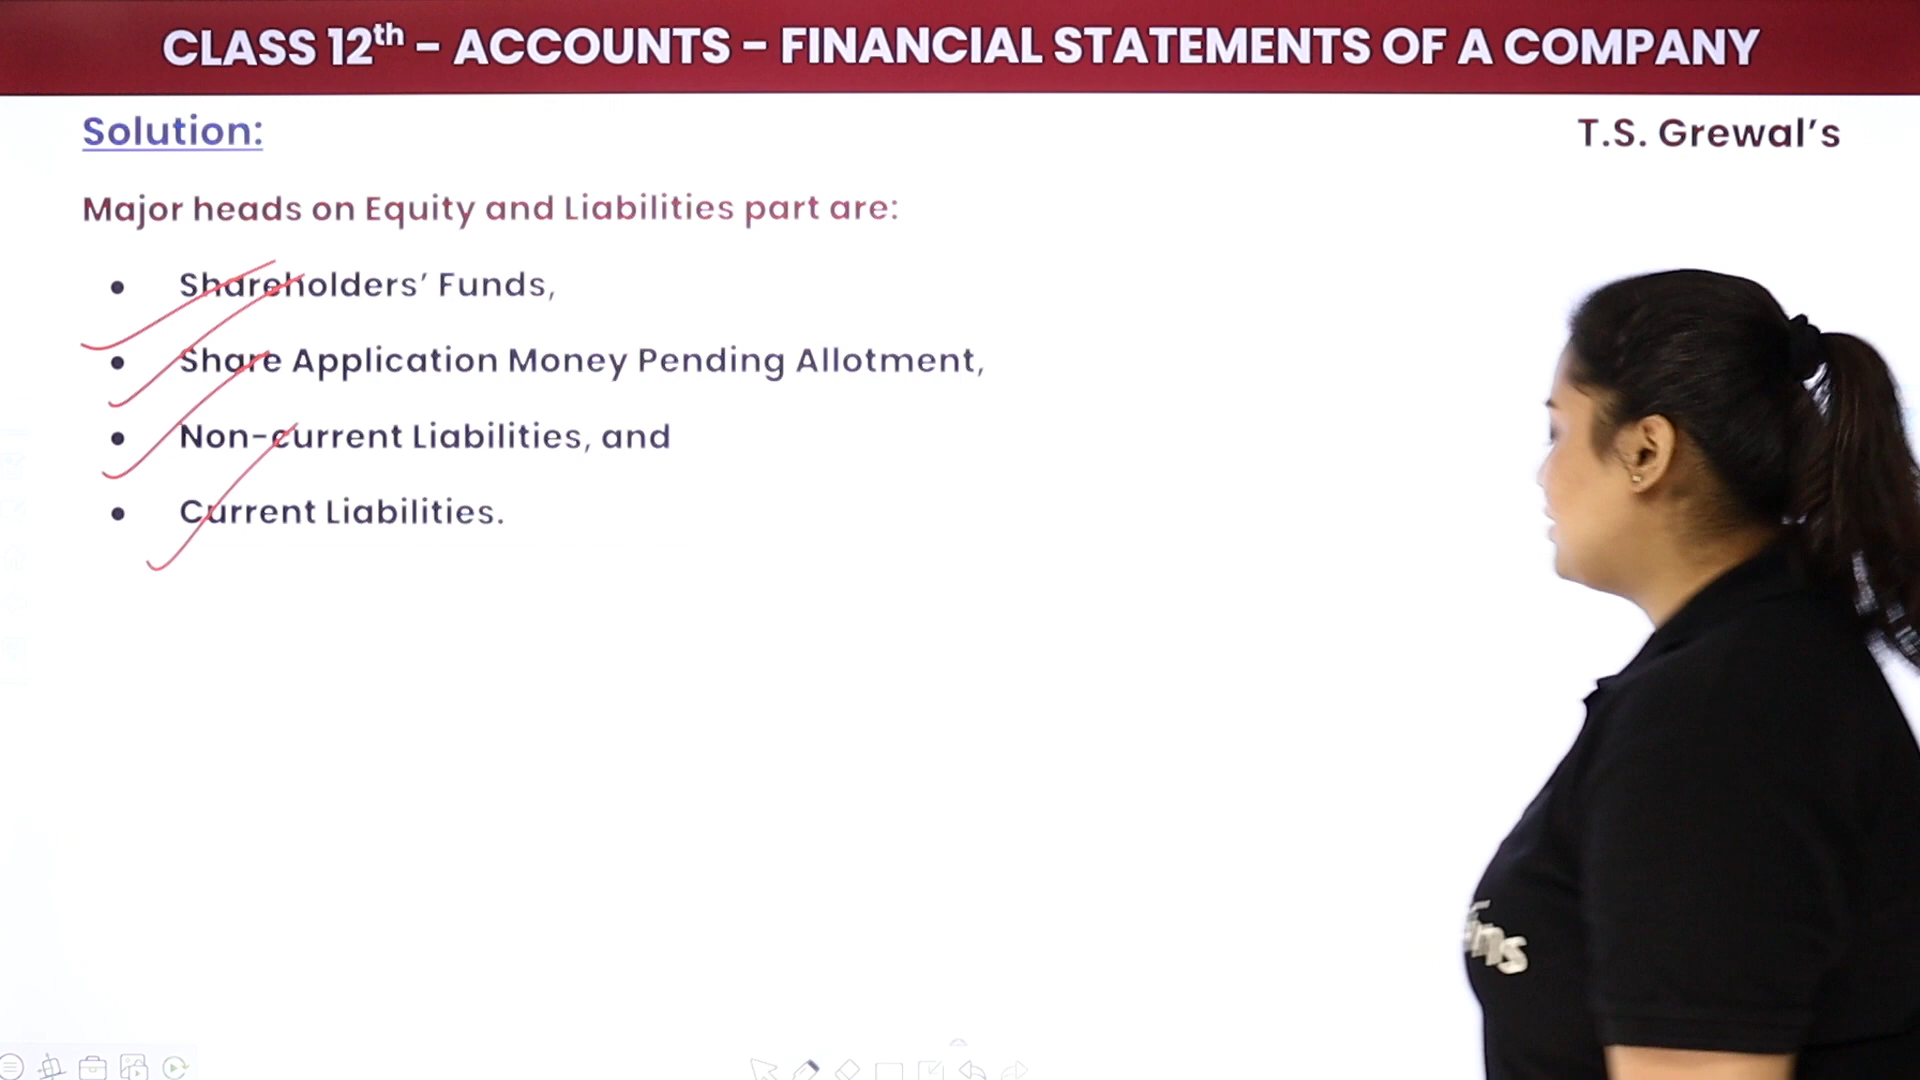 CLASS 12th – ACCOUNTS – FINANCIAL STATEMENTS OF A COMPANY
Solution:
T.S. Grewal’s
Major heads on Equity and Liabilities part are:
• Shareholders’ Funds,
• Share Application Money Pending Allotment,
• Non-current Liabilities, and
• Current Liabilities.